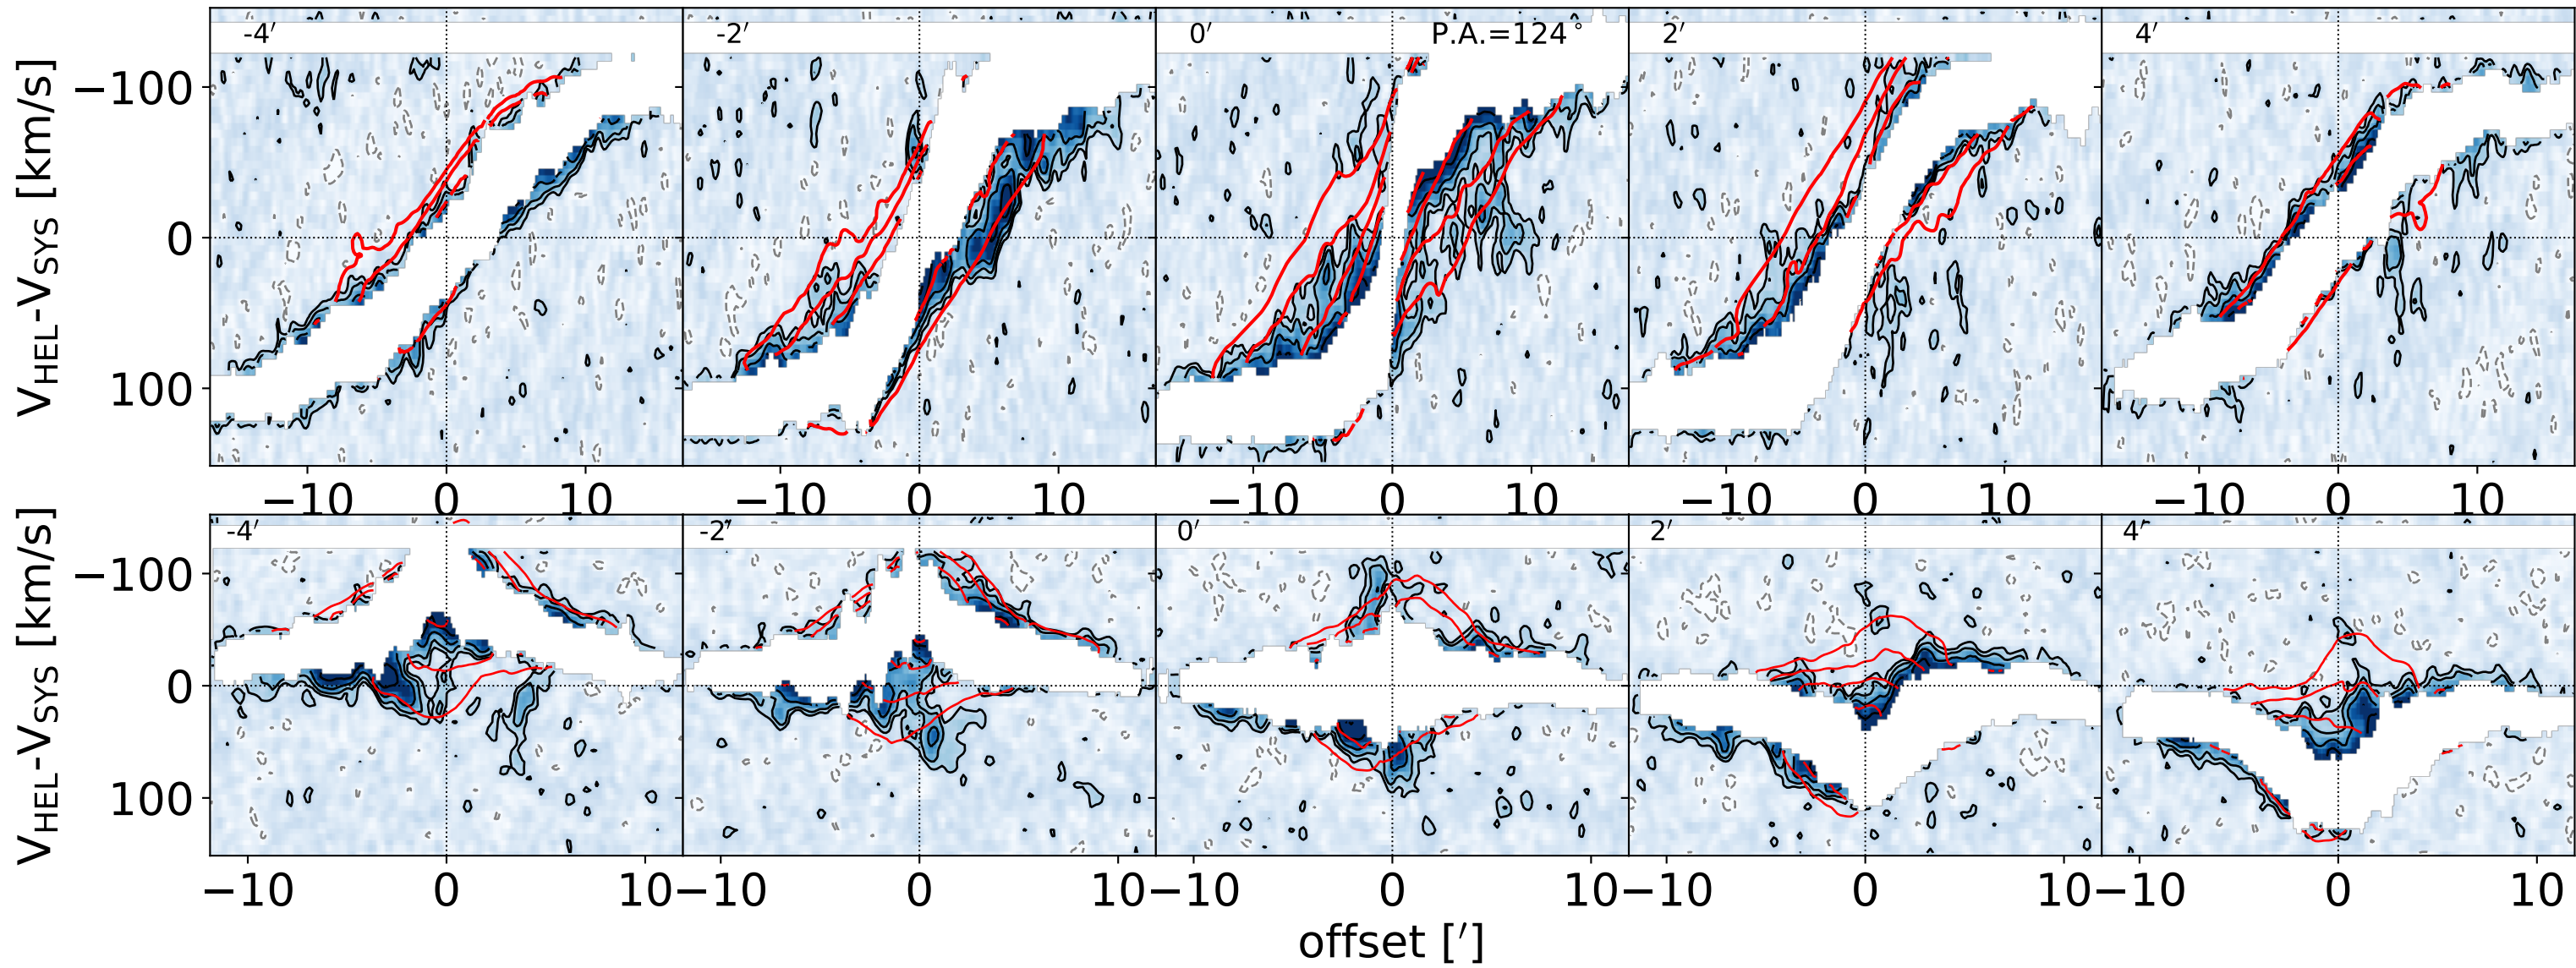 -4′ -2′ 0′ P.A.=124° 2′ 4′
V_HEL-V_SYS [km/s]
−100
0
100
−10 0 10 −10 0 10 −10 0 10 −10 0 10 −10 0 10
-4′ -2′ 0′ 2′ 4′
V_HEL-V_SYS [km/s]
−100
0
100
−10 0 10 −10 0 10 −10 0 10 −10 0 10 −10 0 10
offset [′]